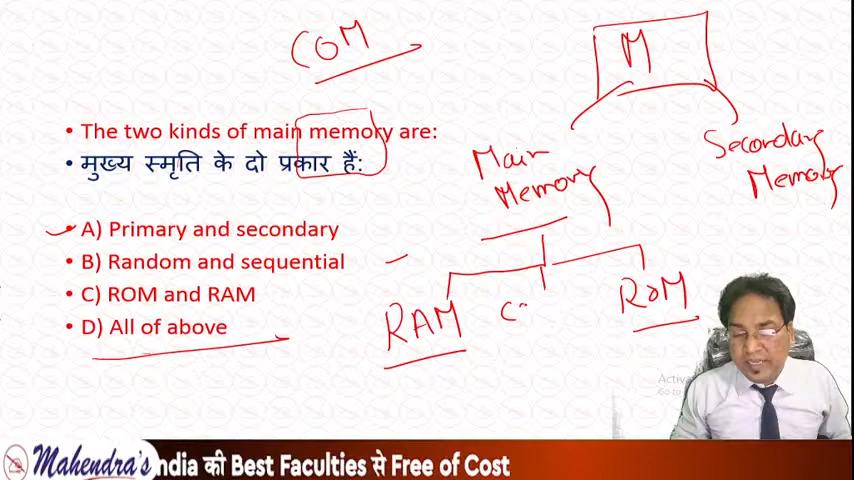 COM
M
• The two kinds of main memory are:
• मुख्य स्मृति के दो प्रकार हैं:
Main Memory
Secondary Memory
• A) Primary and secondary
• B) Random and sequential
• C) ROM and RAM
• D) All of above
RAM
ROM
Mahendra's
India की Best Faculties से Free of Cost